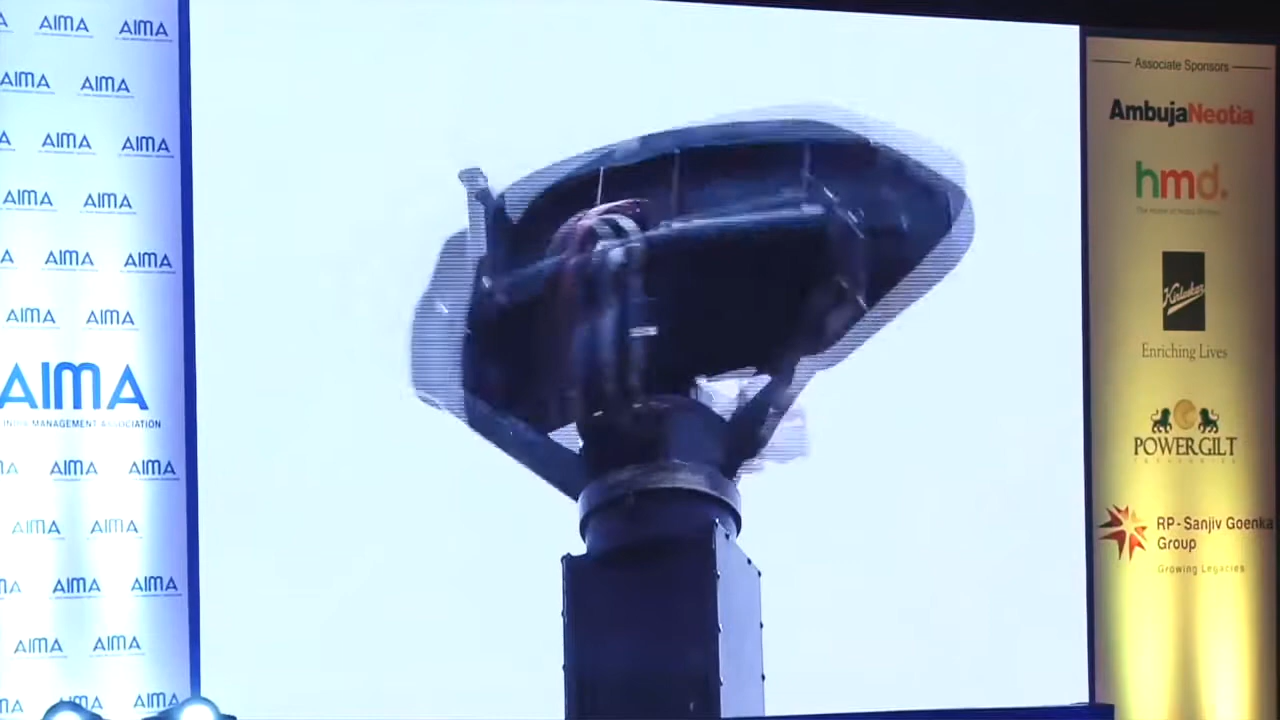 AIMA AIMA
AIMA AIMA
AIMA AIMA
AIMA AIMA
AIMA AIMA
AIMA AIMA
AIMA
INDIA MANAGEMENT ASSOCIATION
AIMA AIMA
AIMA AIMA
AIMA AIMA
AIMA AIMA
AIMA AIMA
Associate Sponsors
AmbujaNeotia
hmd.
Kirloskar
Enriching Lives
POWERGILT
TREASURIES
RP-Sanjiv Goenka
Group
Growing Legacies